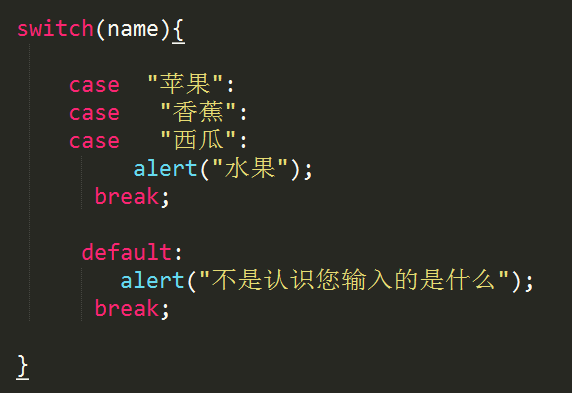 switch(name){
case "苹果":
case "香蕉":
case "西瓜":
alert("水果");
break;
default:
alert("不是认识您输入的是什么");
break;
}